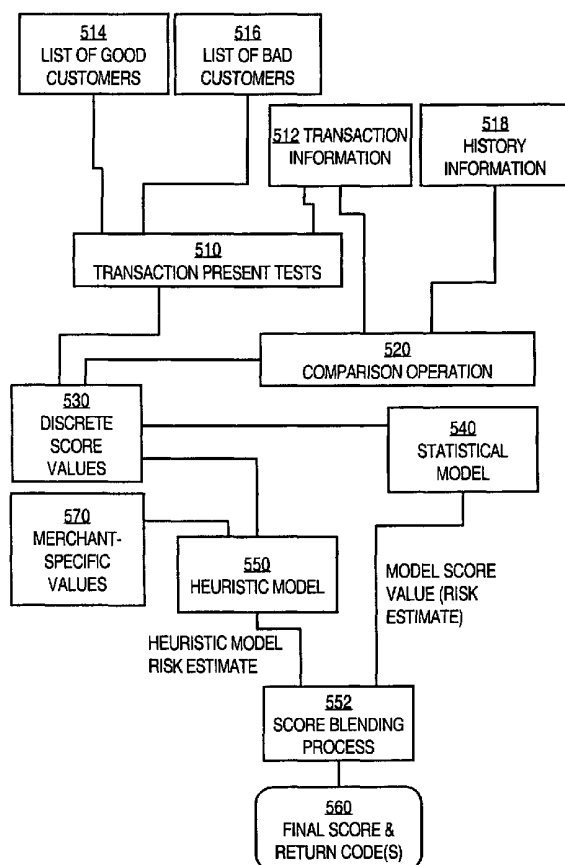 514
LIST OF GOOD
CUSTOMERS
516
LIST OF BAD
CUSTOMERS
512 TRANSACTION
INFORMATION
518
HISTORY
INFORMATION
510
TRANSACTION PRESENT TESTS
520
COMPARISON OPERATION
530
DISCRETE
SCORE
VALUES
540
STATISTICAL
MODEL
570
MERCHANT-
SPECIFIC
VALUES
550
HEURISTIC MODEL
MODEL SCORE
VALUE (RISK
ESTIMATE)
HEURISTIC MODEL
RISK ESTIMATE
552
SCORE BLENDING
PROCESS
560
FINAL SCORE &
RETURN CODE(S)